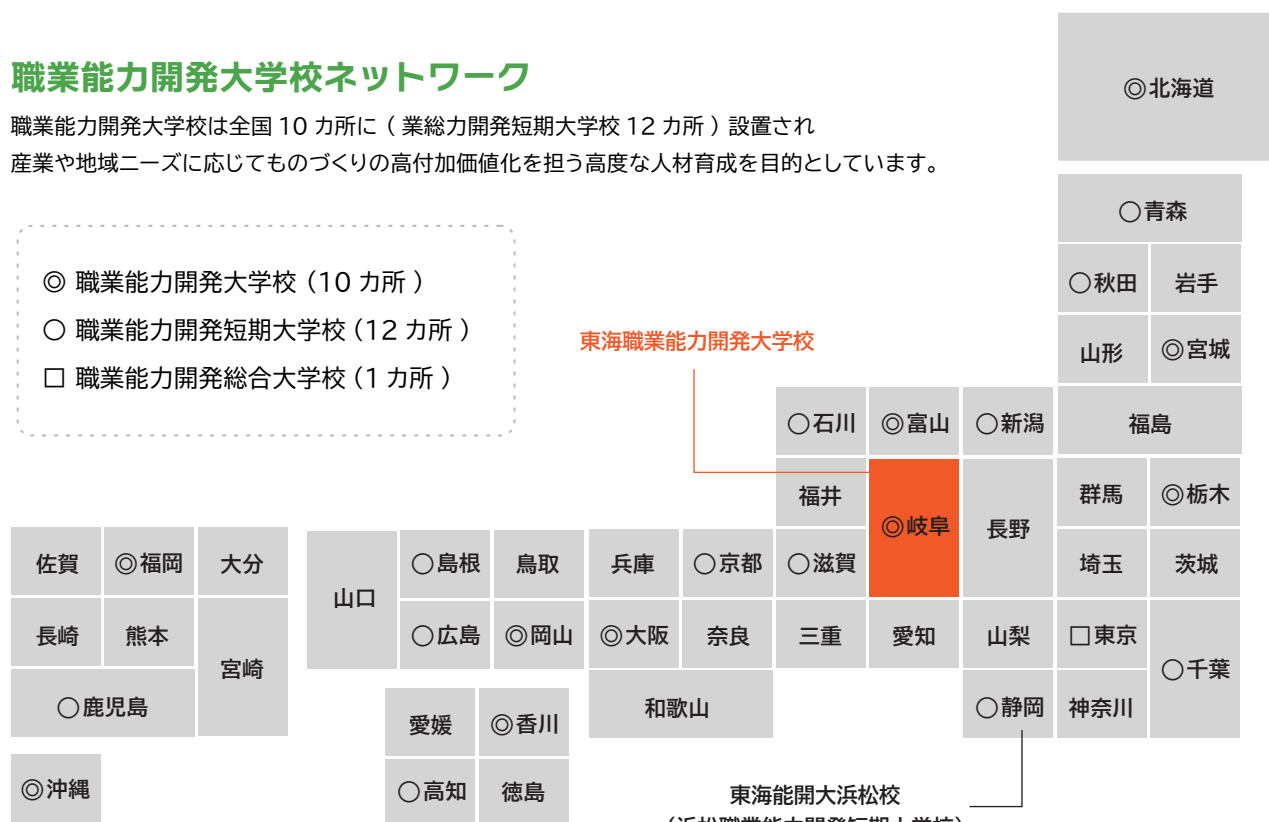 職業能力開発大学校ネットワーク
職業能力開発大学校は全国 10 カ所に ( 業総力開発短期大学校 12 カ所 ) 設置され
産業や地域ニーズに応じてものづくりの高付加価値化を担う高度な人材育成を目的としています。
◎ 職業能力開発大学校 (10 カ所 )
○ 職業能力開発短期大学校 (12 カ所 )
□ 職業能力開発総合大学校 (1 カ所 )
東海職業能力開発大学校
◎北海道
○青森
○秋田 岩手
山形 ◎宮城
○石川 ◎富山 ○新潟 福島
福井 ◎岐阜 長野 群馬 ◎栃木
佐賀 ◎福岡 大分 山口 ○島根 鳥取 兵庫 ○京都 ○滋賀 埼玉 茨城
長崎 熊本 宮崎 ○広島 ◎岡山 ◎大阪 奈良 三重 愛知 山梨 □東京 ○千葉
○鹿児島 愛媛 ◎香川 和歌山 ○静岡 神奈川
◎沖縄 ○高知 徳島
東海能開大浜松校
(浜松職業能力開発短期大学校)